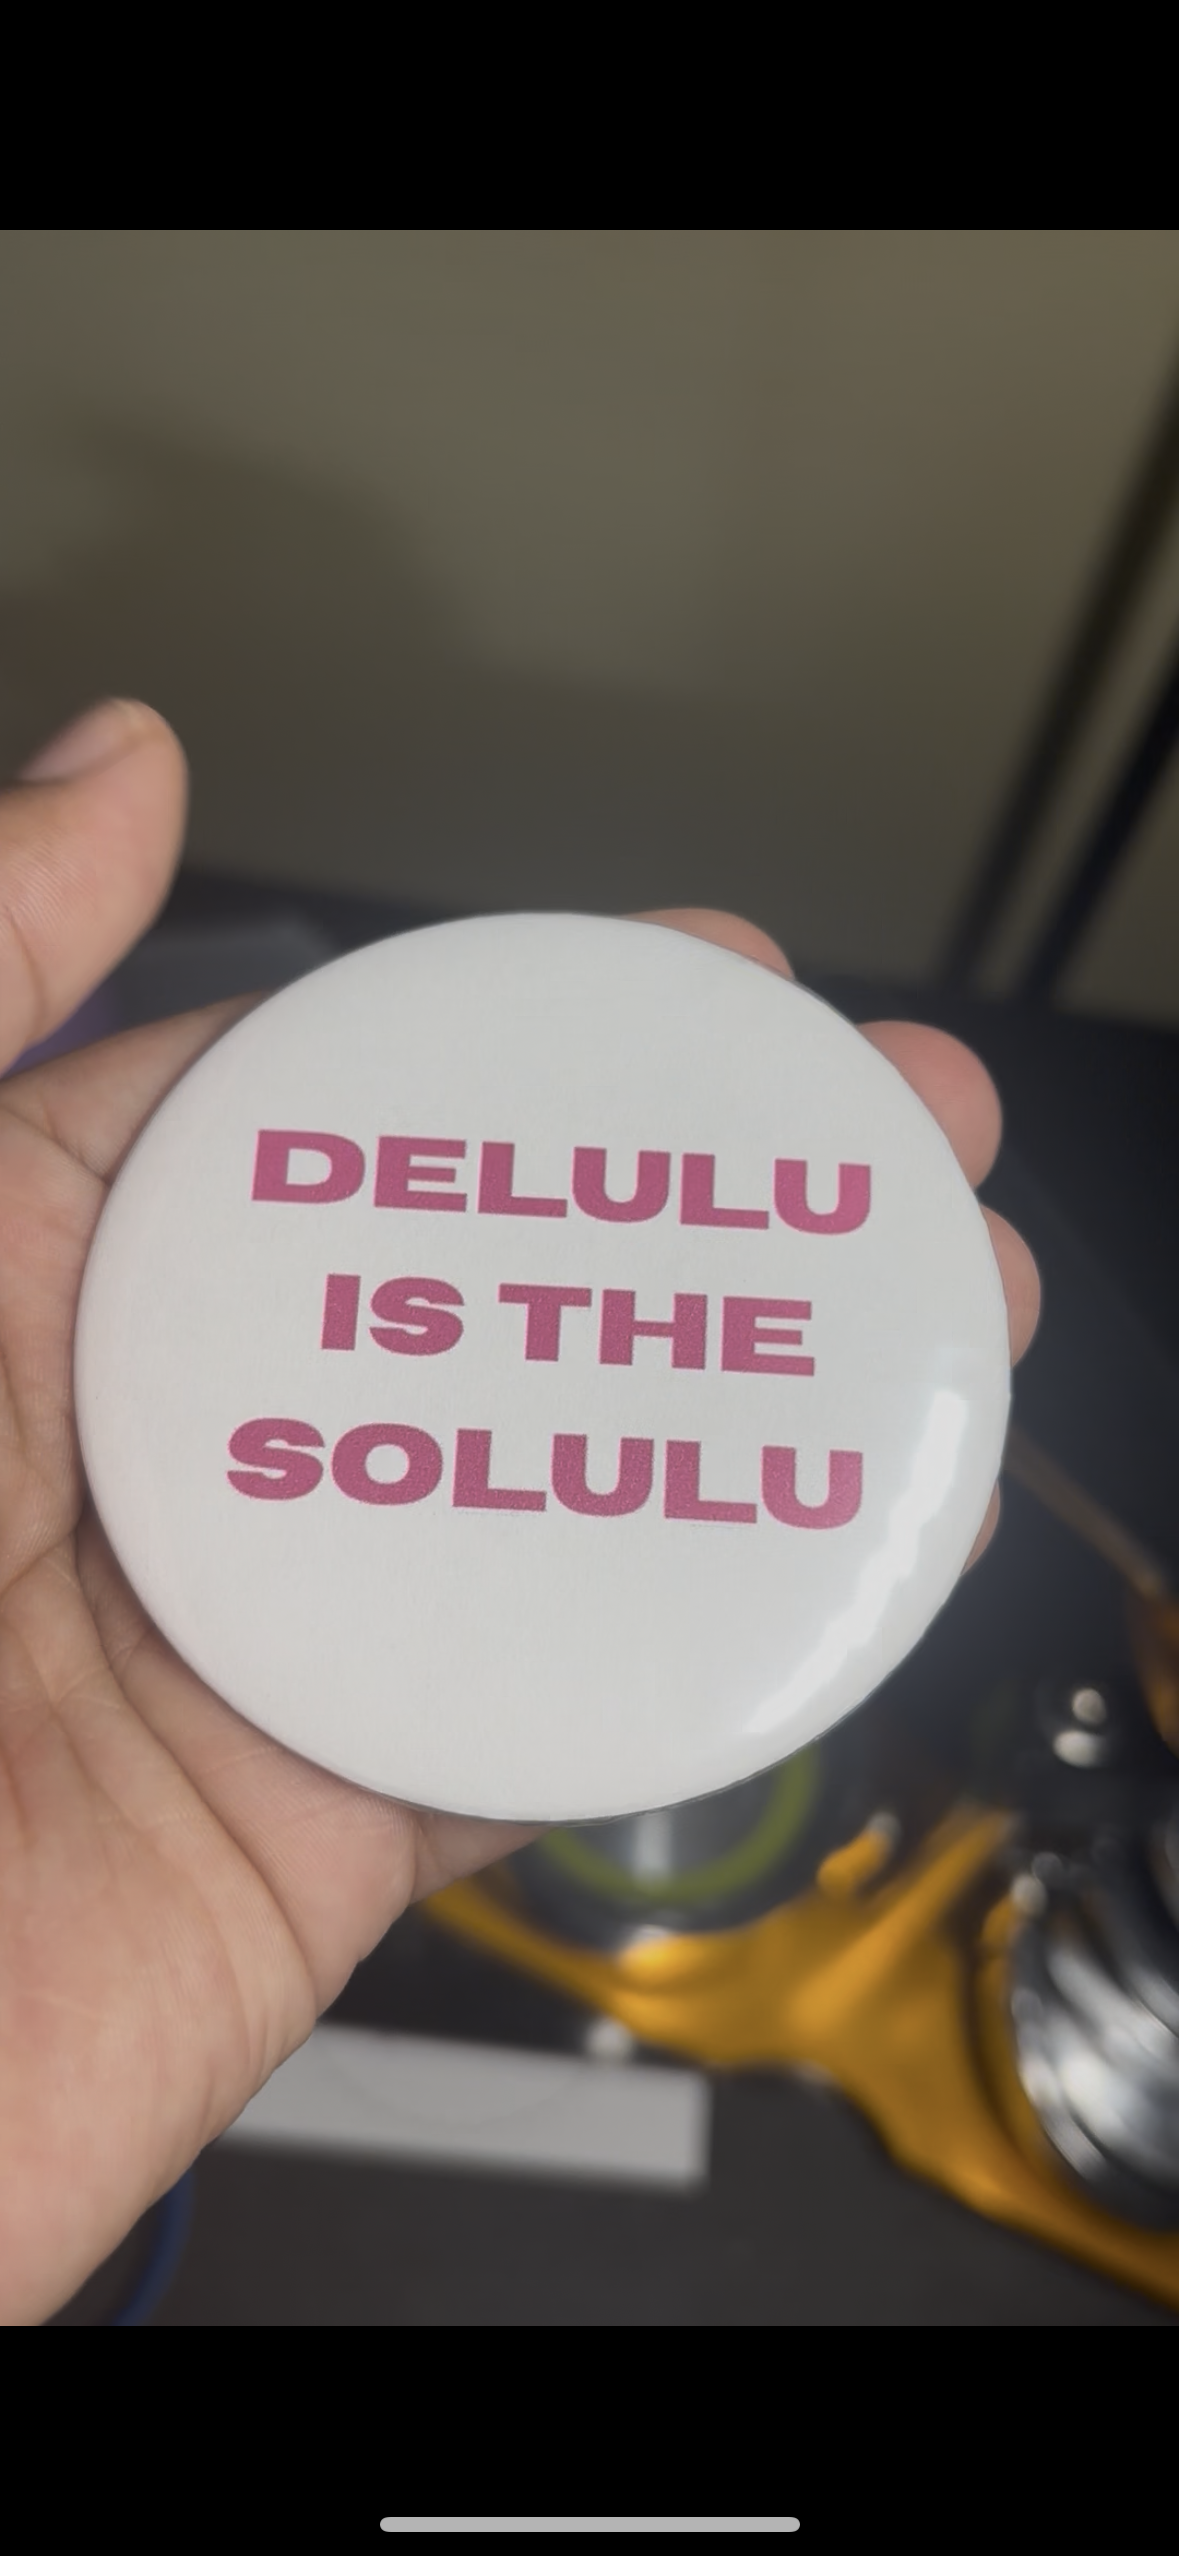 DELULU
IS THE
SOLULU